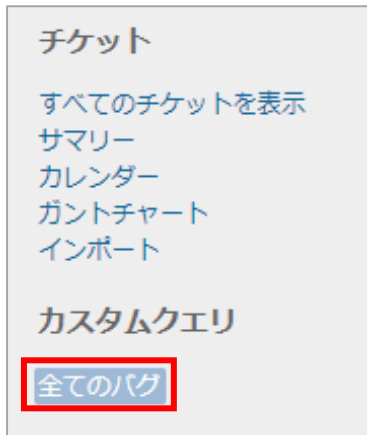 チケット
すべてのチケットを表示
サマリー
カレンダー
ガントチャート
インポート
カスタムクエリ
全てのバグ